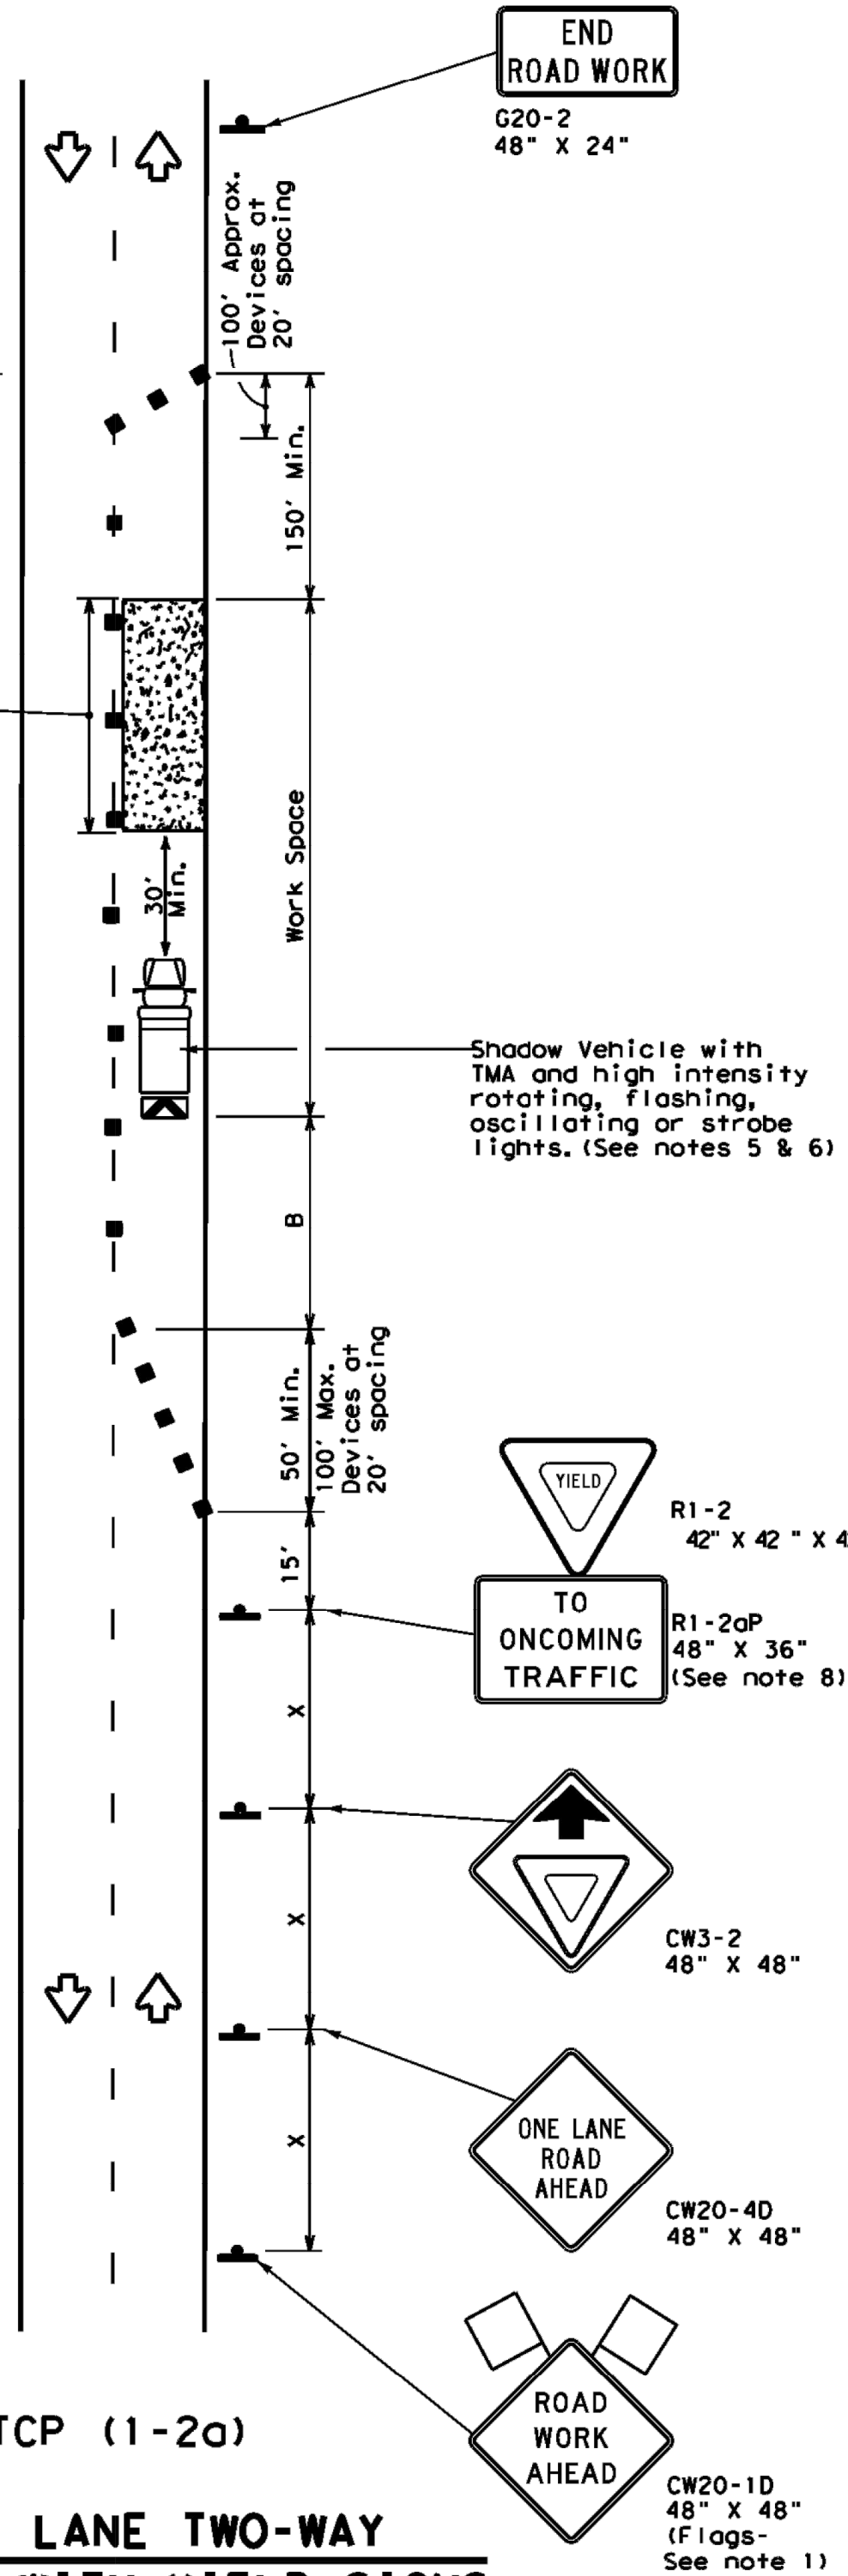 END
ROAD WORK
G20-2
48" X 24"
100' Approx.
Devices at
20' spacing
150' Min.
Work Space
30'
Min.
Shadow Vehicle with
TMA and high intensity
rotating, flashing,
oscillating or strobe
lights. (See notes 5 & 6)
B
50' Min.
100' Max.
Devices at
20' spacing
YIELD
R1-2
42" X 42 " X
15'
TO
ONCOMING
TRAFFIC
R1-2aP
48" X 36"
(See note 8)
X
CW3-2
48" X 48"
X
ONE LANE
ROAD
AHEAD
CW20-4D
48" X 48"
X
ROAD
WORK
AHEAD
CW20-1D
48" X 48"
(Flags-
See note 1)
TCP (1-2a)
LANE TWO-WAY